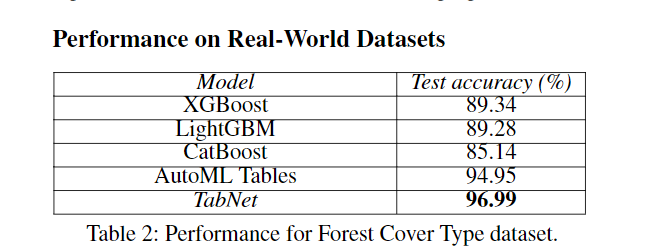 Performance on Real-World Datasets
Model Test accuracy (%)
XGBoost 89.34
LightGBM 89.28
CatBoost 85.14
AutoML Tables 94.95
TabNet 96.99
Table 2: Performance for Forest Cover Type dataset.